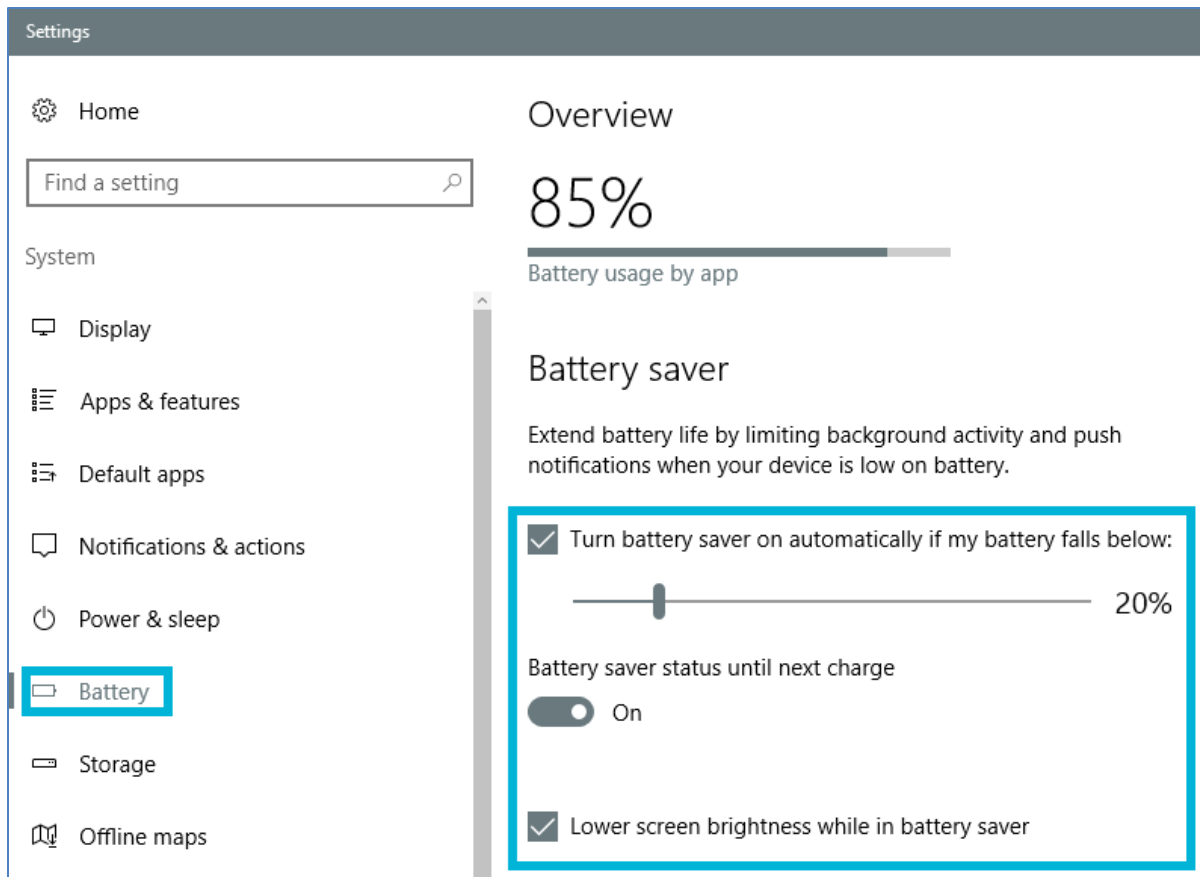 Settings
Home
Find a setting
System
Display
Apps & features
Default apps
Notifications & actions
Power & sleep
Battery
Storage
Offline maps
Overview
85%
Battery usage by app
Battery saver
Extend battery life by limiting background activity and push
notifications when your device is low on battery.
Turn battery saver on automatically if my battery falls below:
20%
Battery saver status until next charge
On
Lower screen brightness while in battery saver